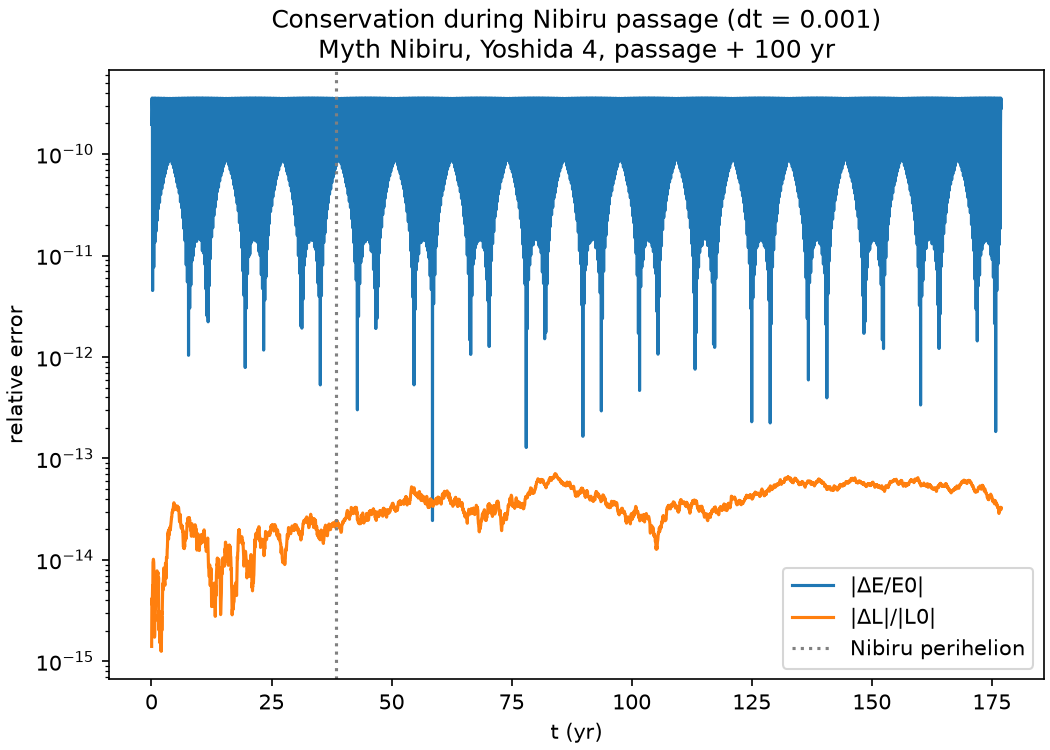 Conservation during Nibiru passage (dt = 0.001)
Myth Nibiru, Yoshida 4, passage + 100 yr
relative error
10⁻¹⁰
10⁻¹¹
10⁻¹²
10⁻¹³
10⁻¹⁴
10⁻¹⁵
|ΔE/E0|
|ΔL|/|L0|
Nibiru perihelion
0 25 50 75 100 125 150 175
t (yr)